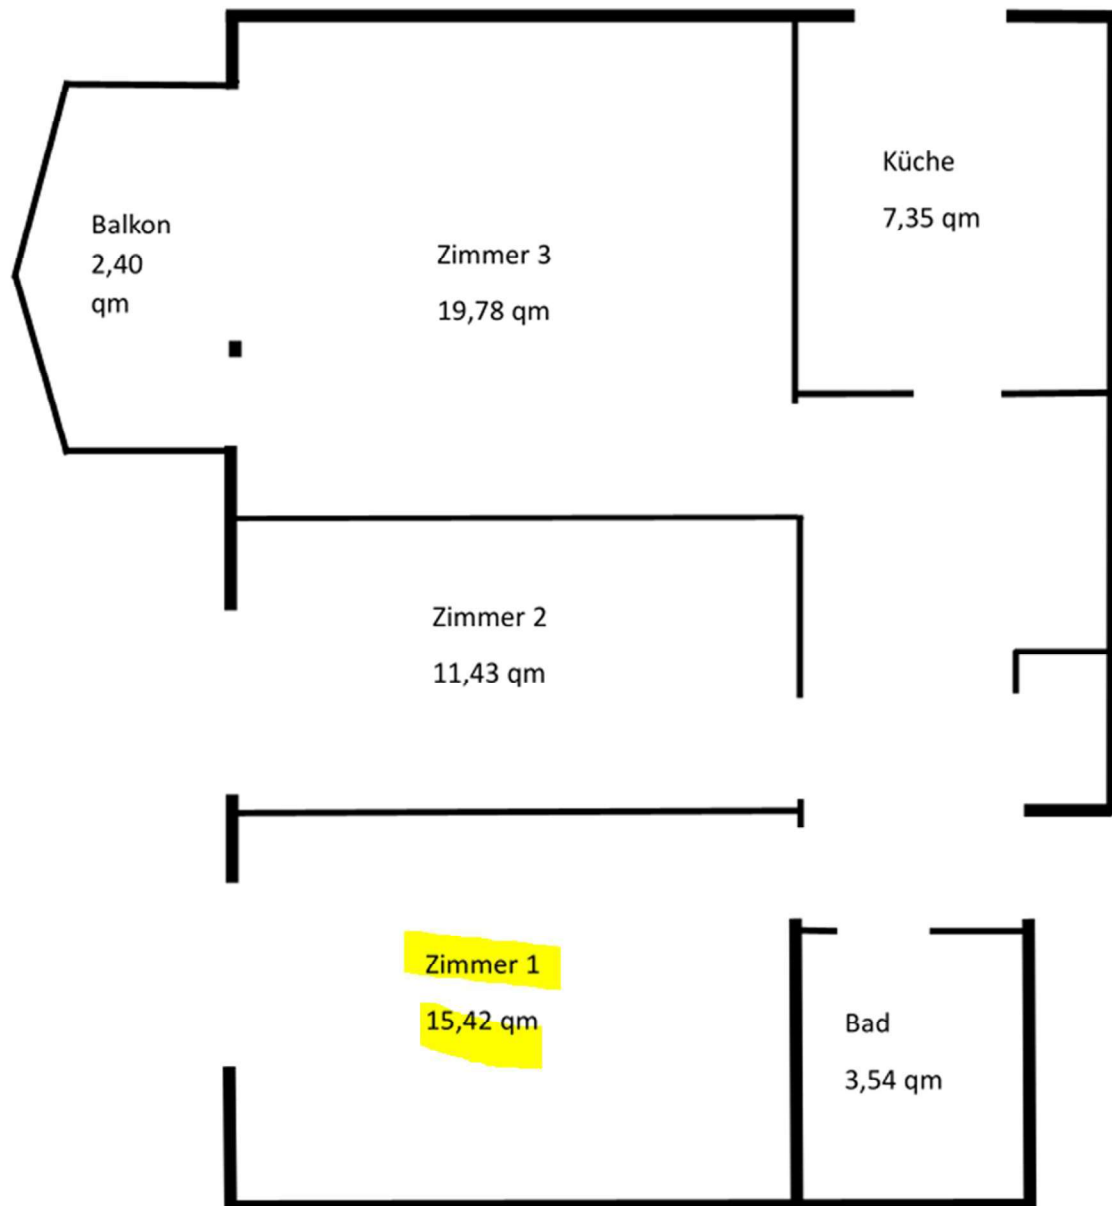 Küche
7,35 qm
Balkon
2,40
qm
Zimmer 3
19,78 qm
Zimmer 2
11,43 qm
Zimmer 1
15,42 qm
Bad
3,54 qm